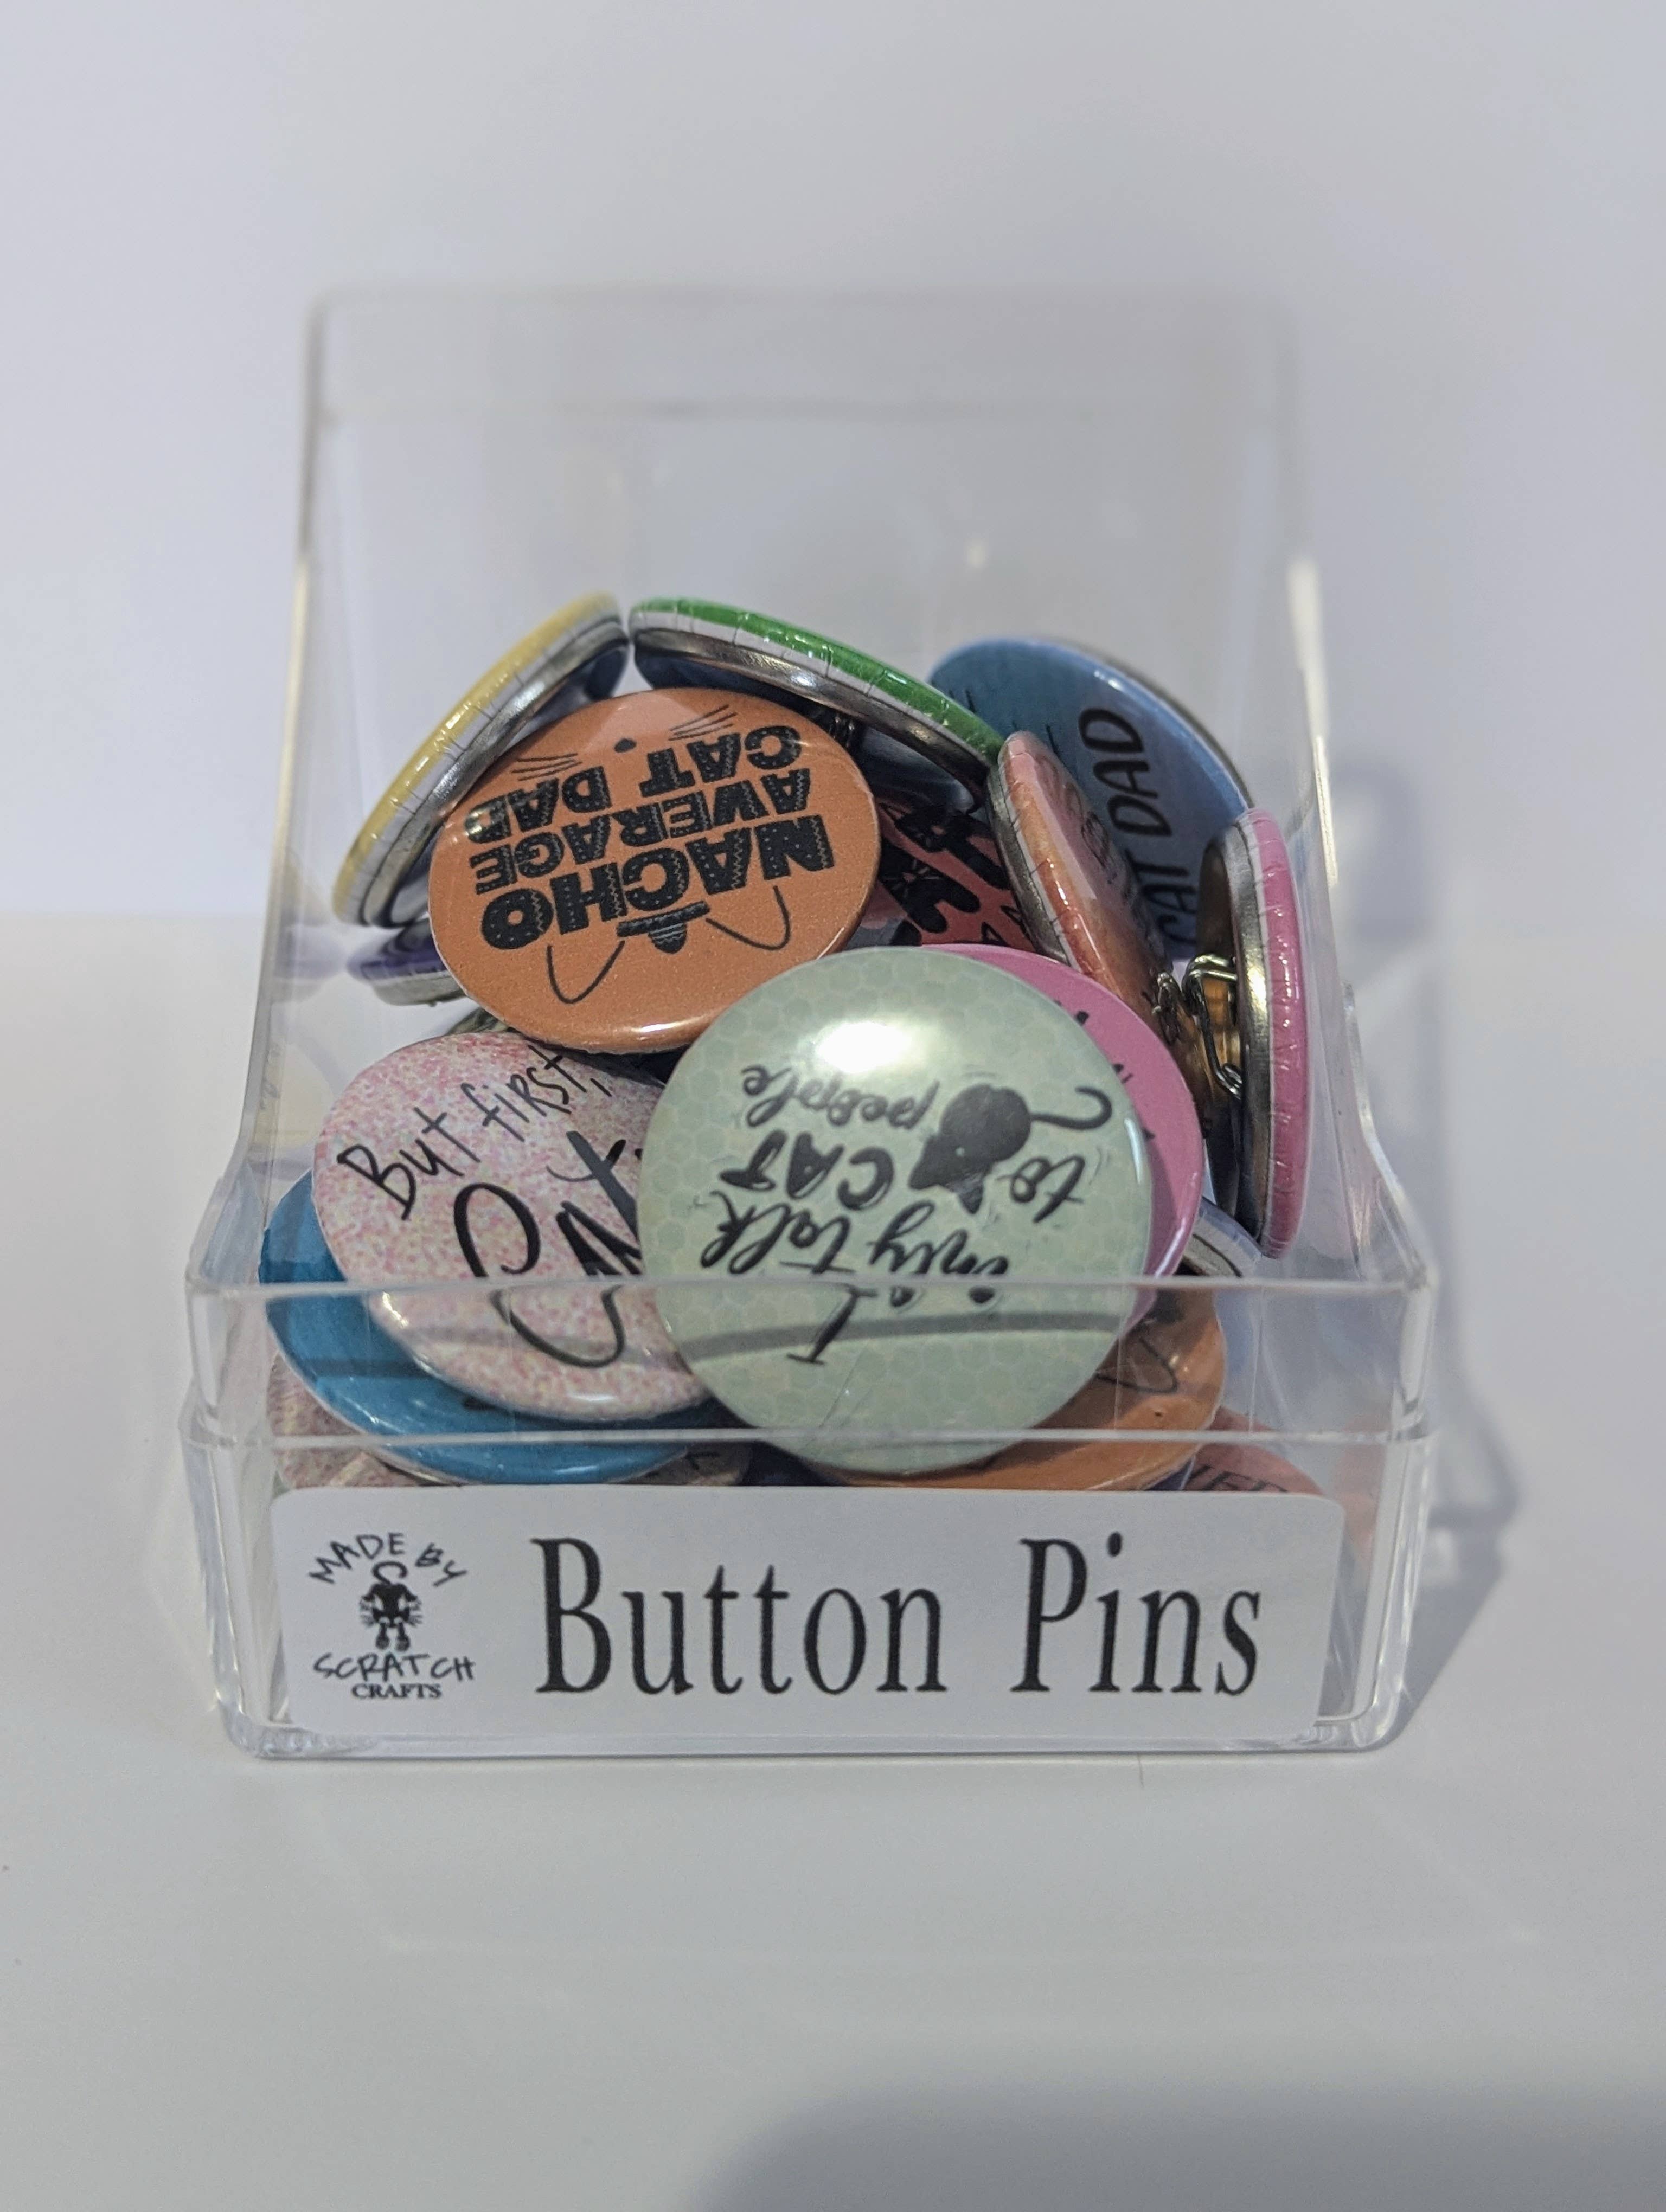 NACHO
AVERAGE
CAT DAD
CAT DAD
But first,
I
only talk
to CAT
people
MADE BY
SCRATCH
CRAFTS
Button Pins